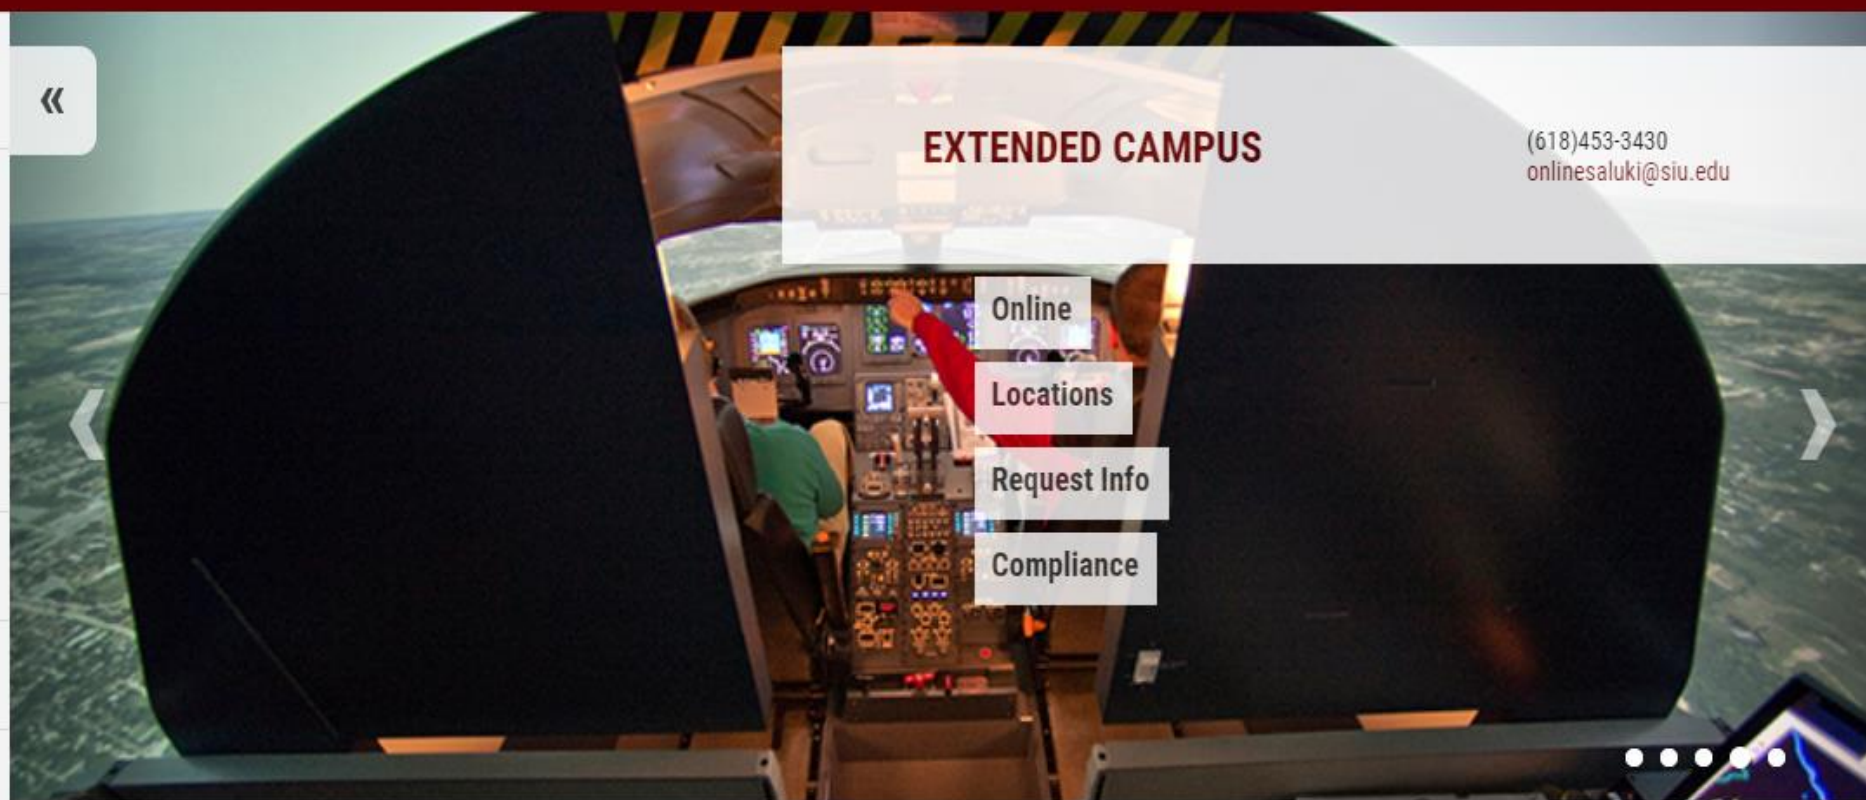 «
EXTENDED CAMPUS
(618)453-3430
onlinesaluki@siu.edu
Online
Locations
Request Info
Compliance